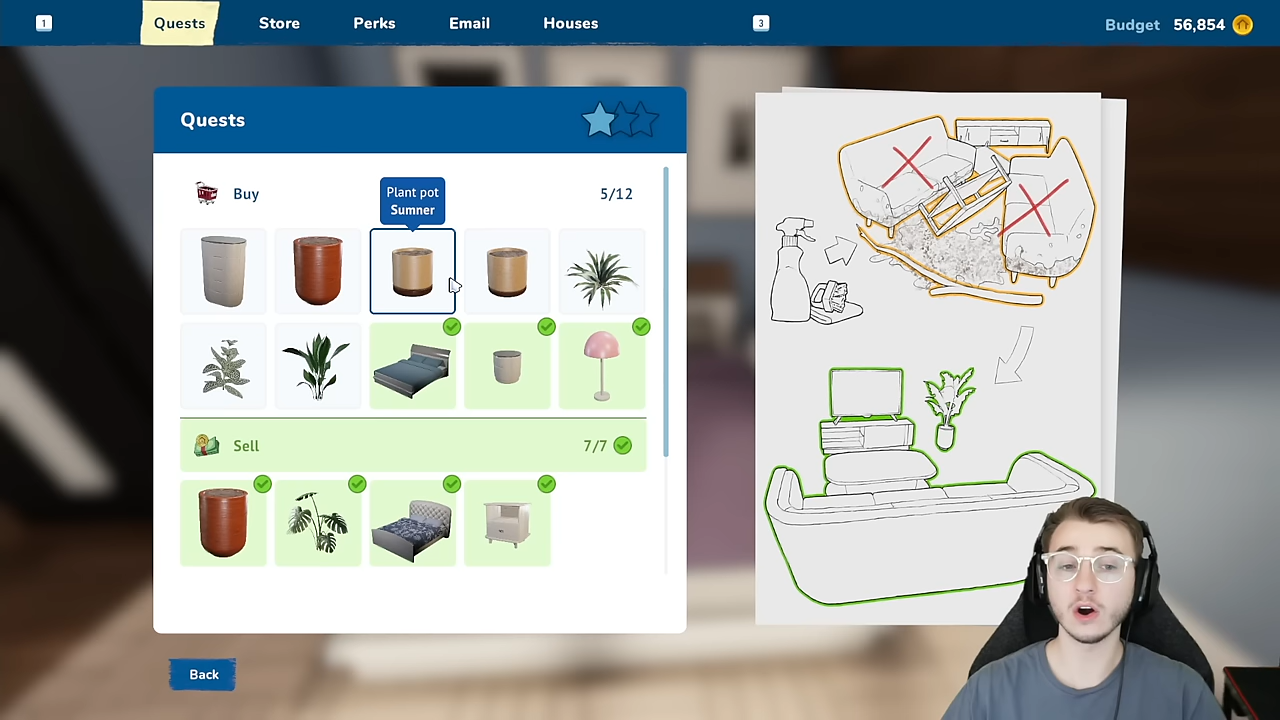 1
Quests
Store
Perks
Email
Houses
3
Budget 56,854
Quests
Buy
5/12
Plant pot
Sumner
Sell
7/7
Back